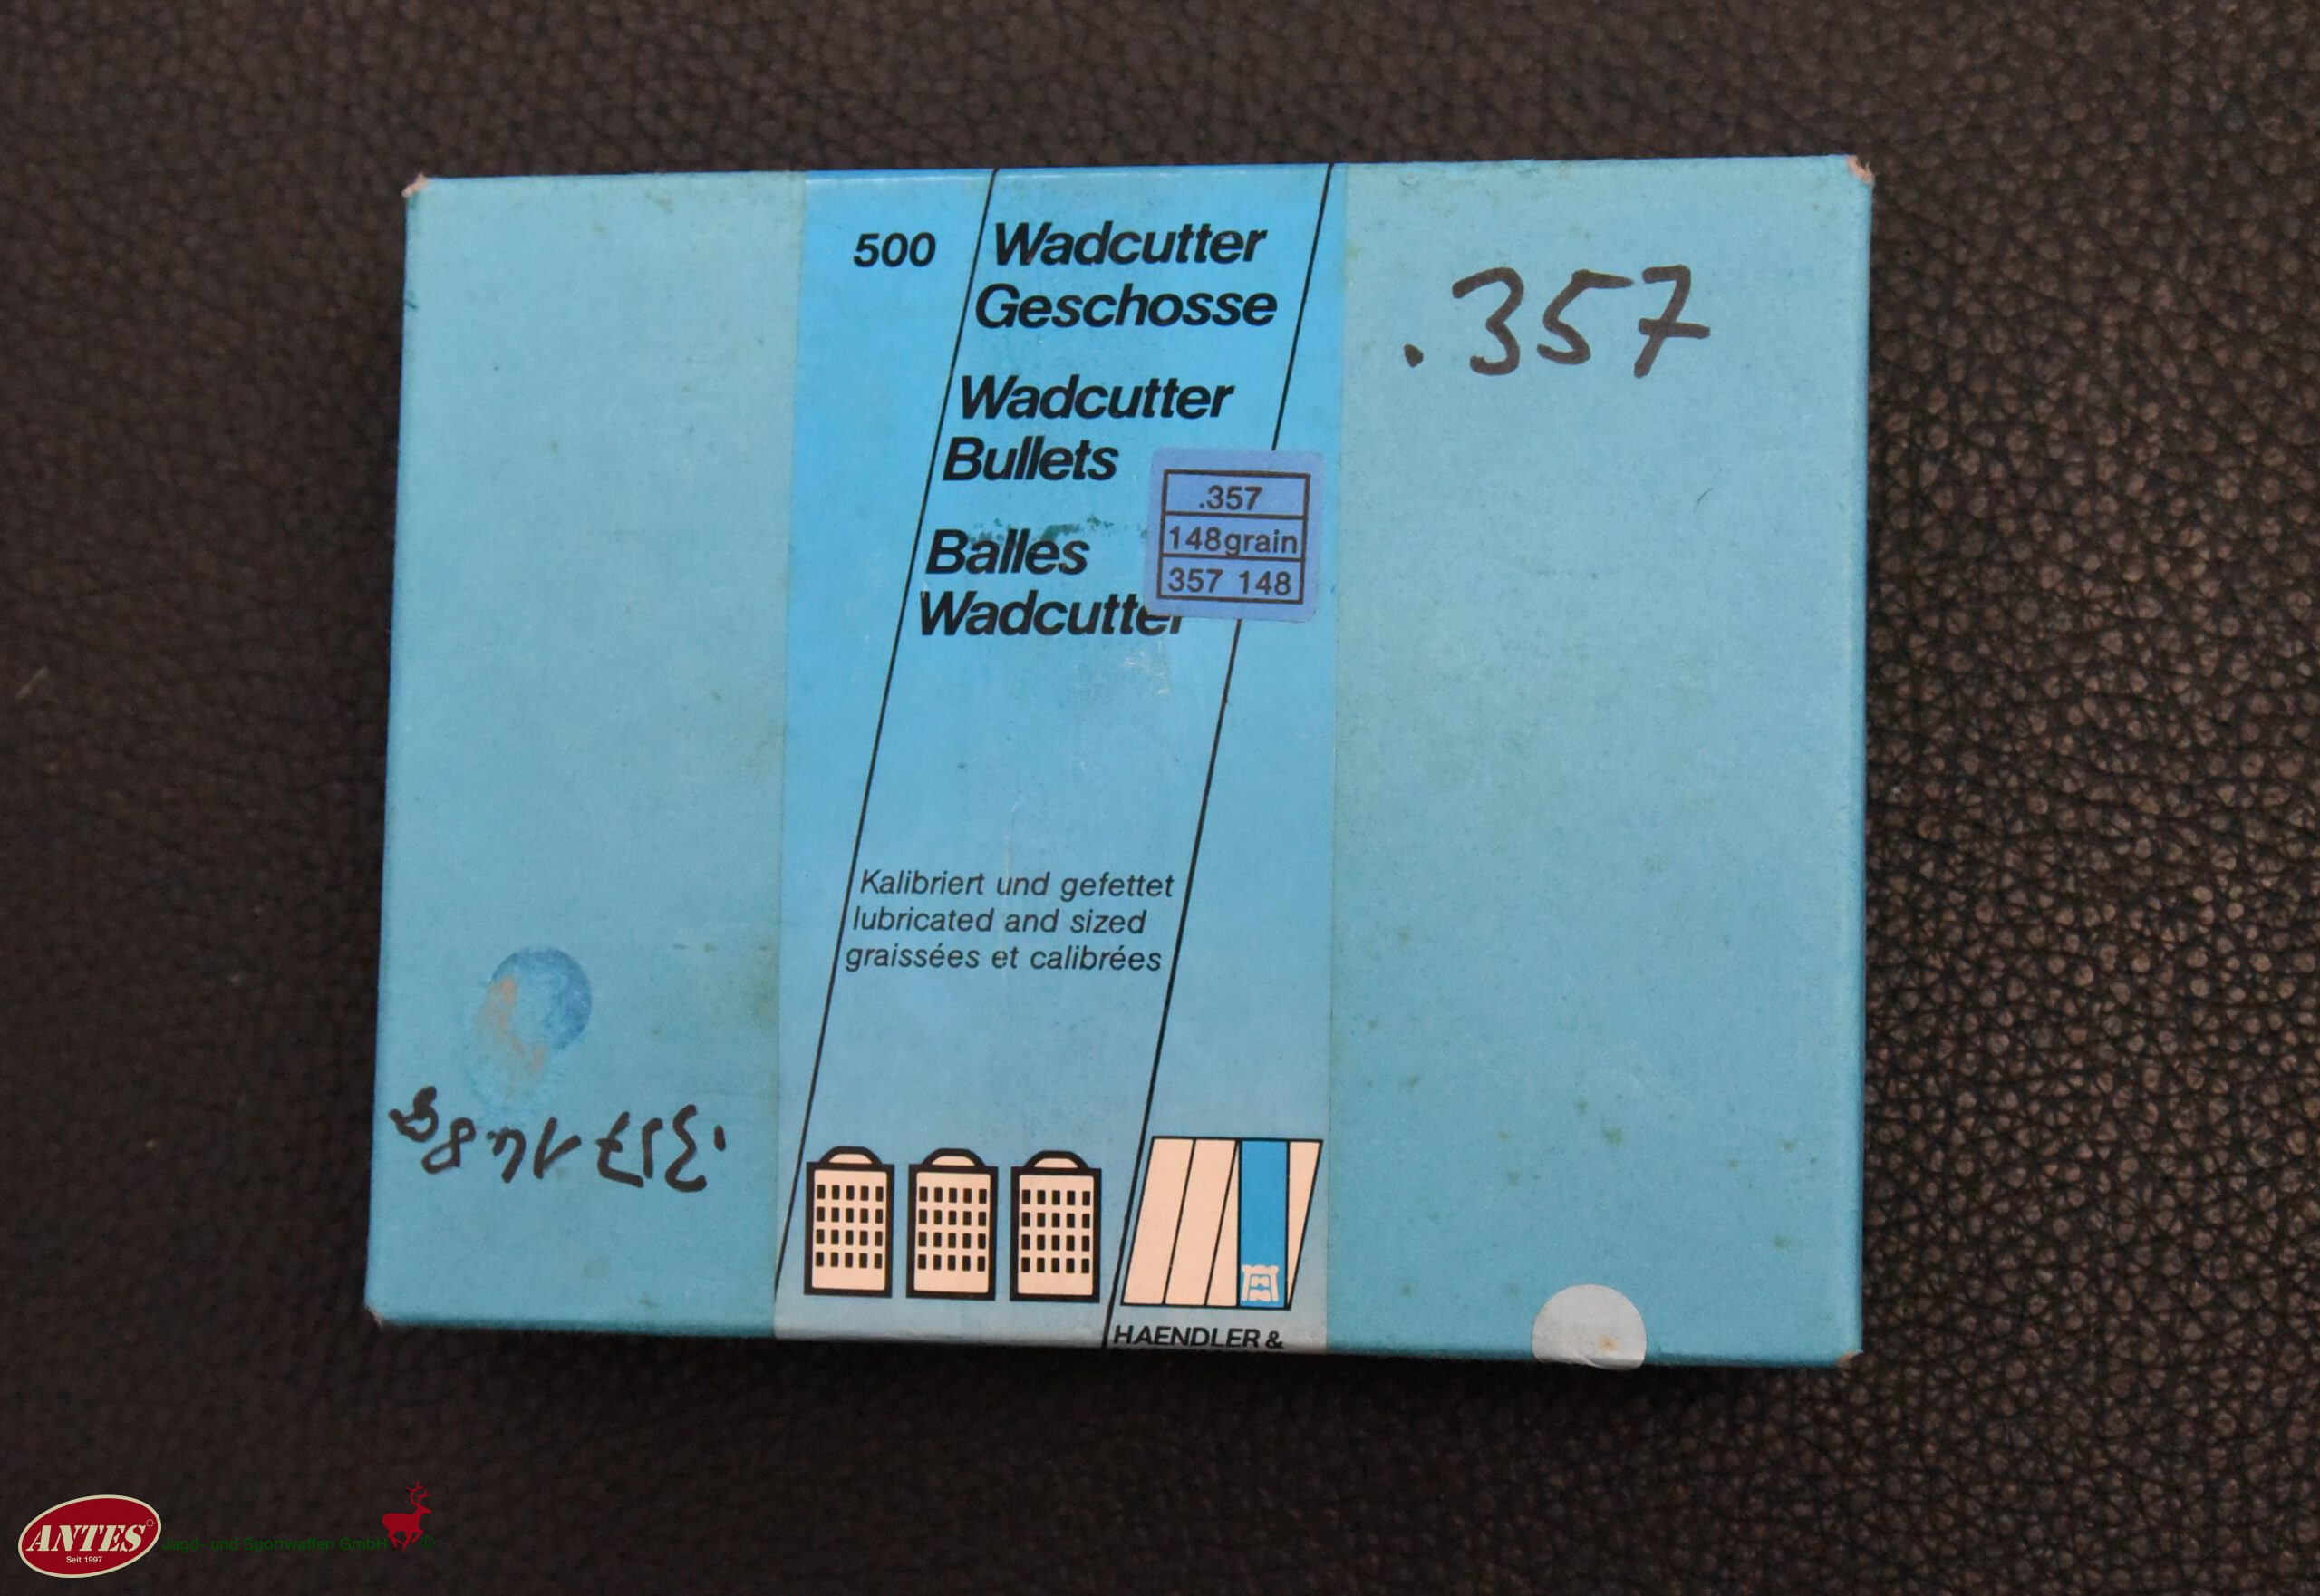 500
Wadcutter
Geschosse
.357
Wadcutter
Bullets
.357
148grain
357 148
Balles
Wadcutter
Kalibriert und gefettet
lubricated and sized
graissées et calibrées
.357 148g
HAENDLER &
ANTES
Seit 1997
Jagd- und Sportwaffen GmbH ©